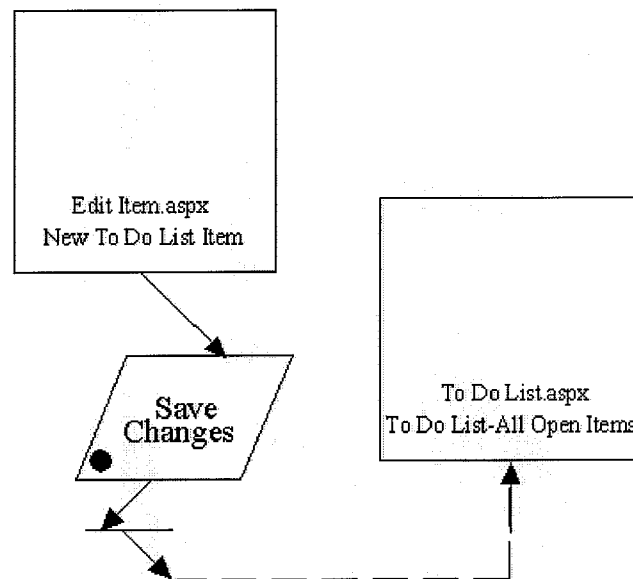 Edit Item.aspx
New To Do List Item
Save
Changes
To Do List.aspx
To Do List-All Open Items